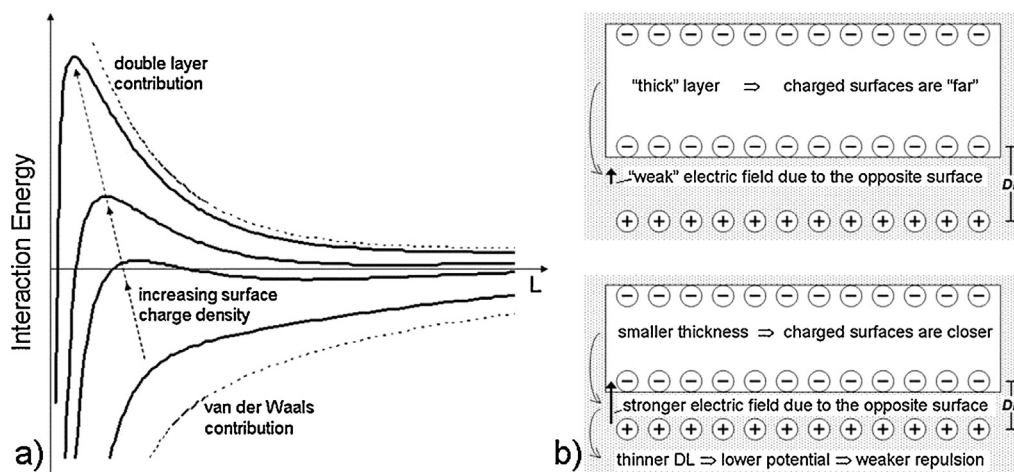 Interaction Energy
double layer
contribution
increasing surface
charge density
van der Waals
contribution
L
a)
"thick" layer ⇒ charged surfaces are "far"
"weak" electric field due to the opposite surface
smaller thickness ⇒ charged surfaces are closer
stronger electric field due to the opposite surface
thinner DL ⇒ lower potential ⇒ weaker repulsion
b)